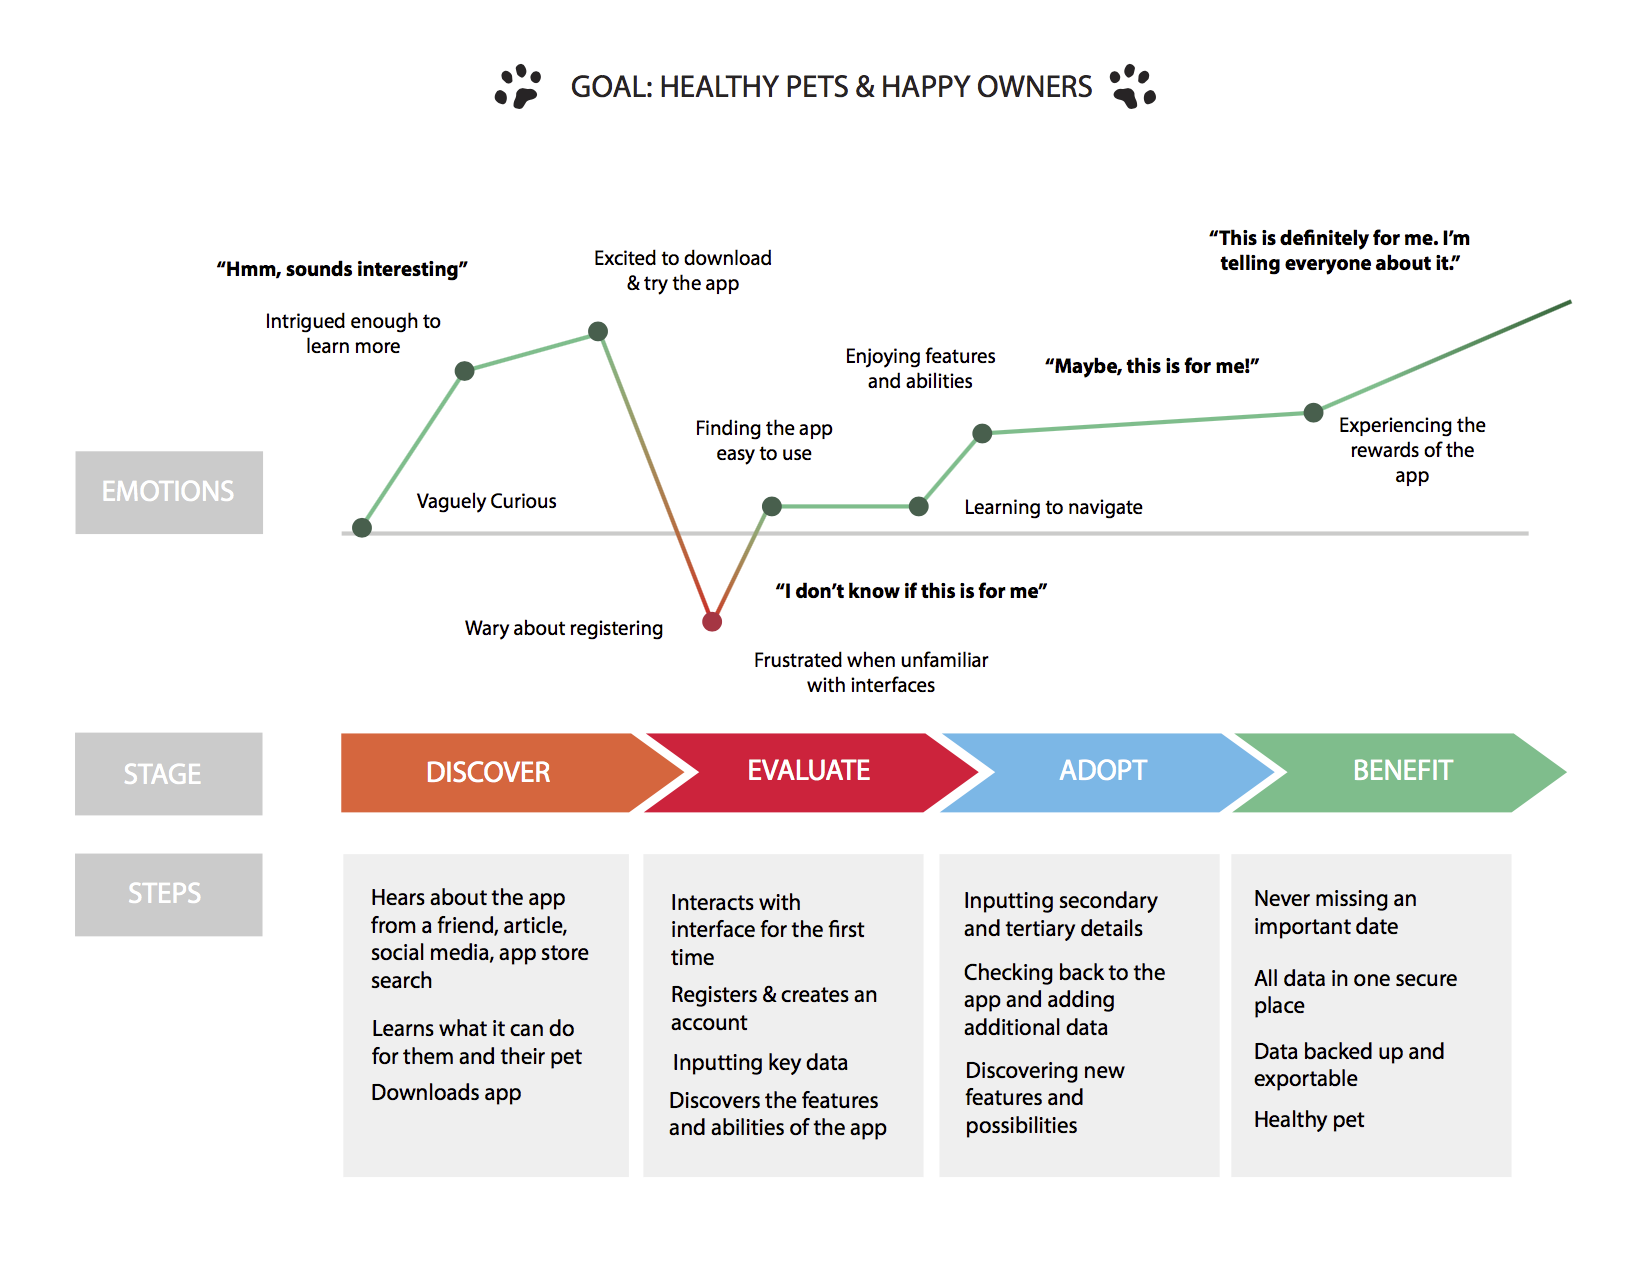 GOAL: HEALTHY PETS & HAPPY OWNERS
“This is definitely for me. I’m
telling everyone about it.”
“Hmm, sounds interesting”
Excited to download
& try the app
Intrigued enough to
learn more
Enjoying features
and abilities
“Maybe, this is for me!”
Finding the app
easy to use
Experiencing the
rewards of the
app
EMOTIONS
Vaguely Curious
Learning to navigate
“I don’t know if this is for me”
Wary about registering
Frustrated when unfamiliar
with interfaces
STAGE
DISCOVER
EVALUATE
ADOPT
BENEFIT
STEPS
Hears about the app
from a friend, article,
social media, app store
search
Learns what it can do
for them and their pet
Downloads app
Interacts with
interface for the first
time
Registers & creates an
account
Inputting key data
Discovers the features
and abilities of the app
Inputting secondary
and tertiary details
Checking back to the
app and adding
additional data
Discovering new
features and
possibilities
Never missing an
important date
All data in one secure
place
Data backed up and
exportable
Healthy pet